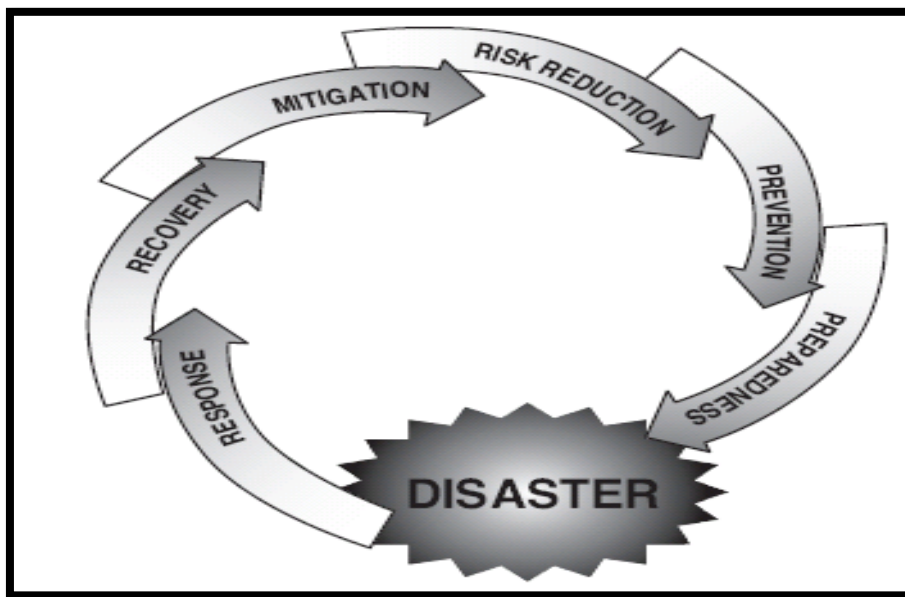 RISK REDUCTION
MITIGATION
PREVENTION
RECOVERY
PREPAREDNESS
RESPONSE
DISASTER